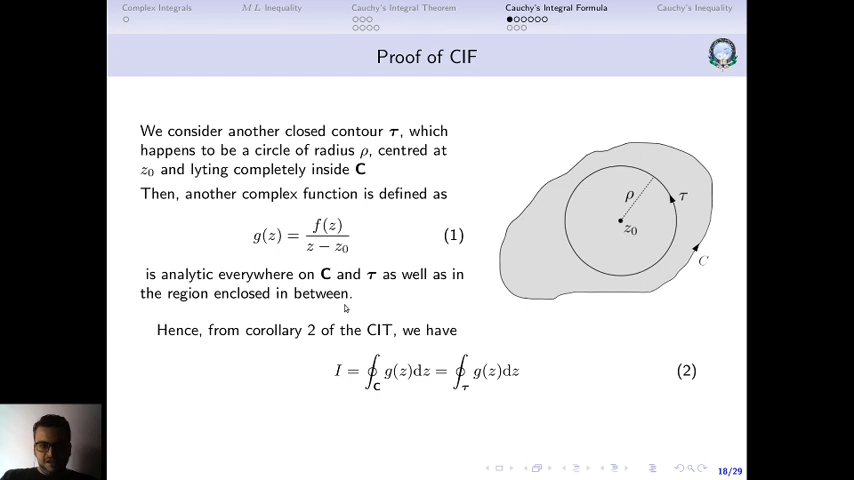 Complex Integrals M L Inequality Cauchy's Integral Theorem Cauchy's Integral Formula Cauchy's Inequality
Proof of CIF
We consider another closed contour τ, which
happens to be a circle of radius ρ, centred at
z₀ and lyting completely inside C
Then, another complex function is defined as
g(z) = f(z) / (z − z₀) (1)
is analytic everywhere on C and τ as well as in
the region enclosed in between.
Hence, from corollary 2 of the CIT, we have
I = ∮_C g(z)dz = ∮_τ g(z)dz (2)
ρ
τ
z₀
C
18/29